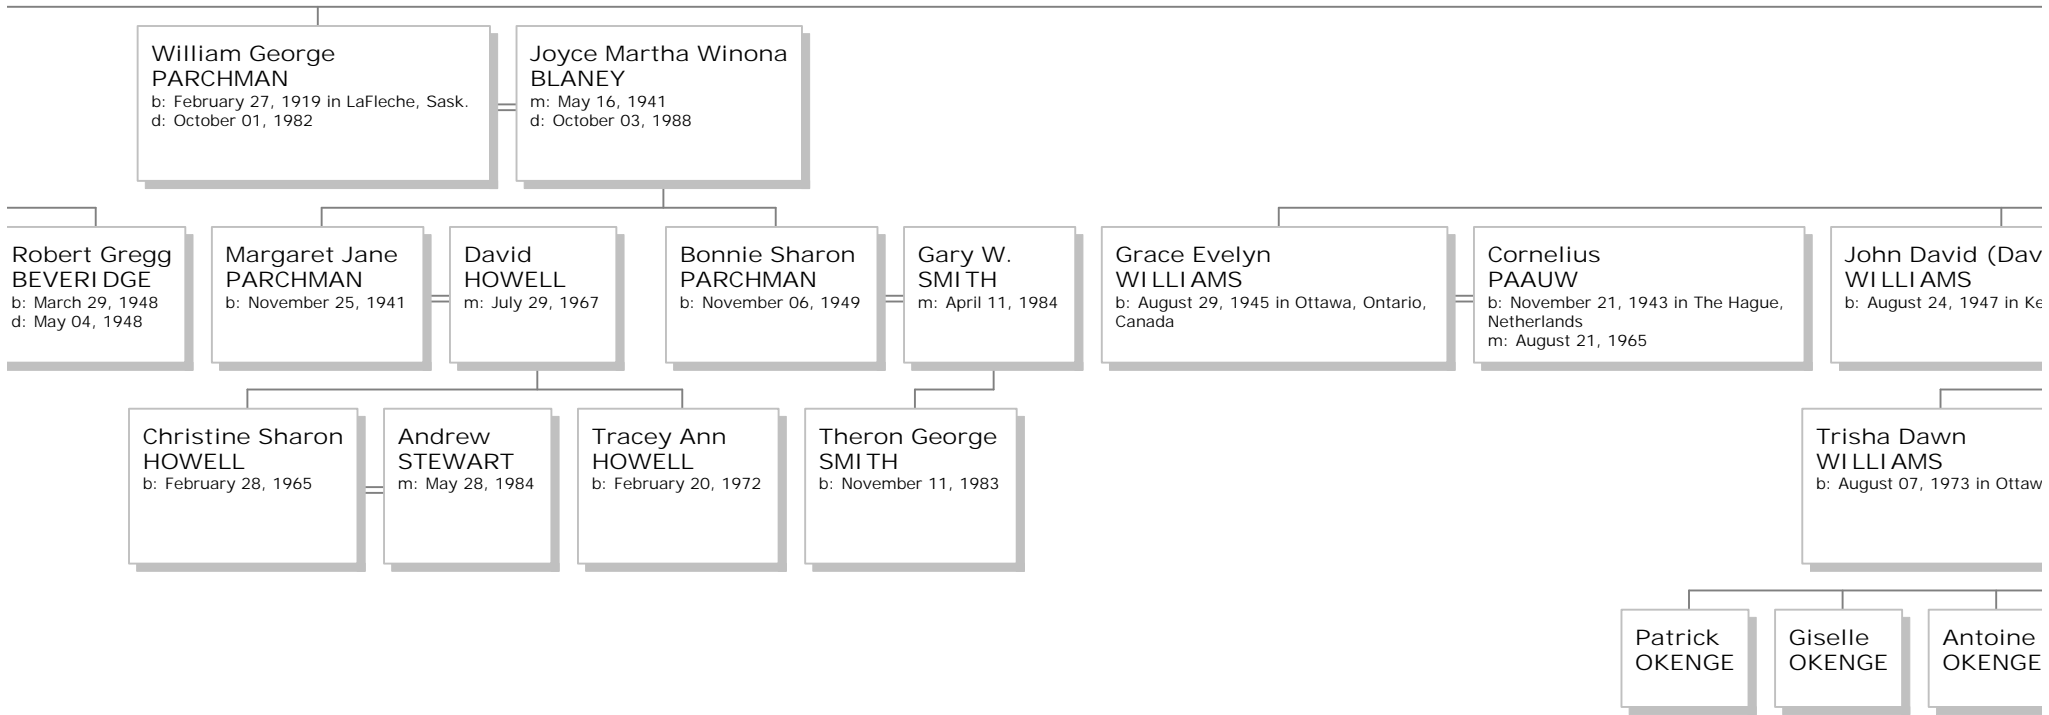 William George
PARCHMAN
b: February 27, 1919 in LaFleche, Sask.
d: October 01, 1982
Joyce Martha Winona
BLANEY
m: May 16, 1941
d: October 03, 1988
Robert Gregg
BEVERIDGE
b: March 29, 1948
d: May 04, 1948
Margaret Jane
PARCHMAN
b: November 25, 1941
David
HOWELL
m: July 29, 1967
Bonnie Sharon
PARCHMAN
b: November 06, 1949
Gary W.
SMITH
m: April 11, 1984
Grace Evelyn
WILLIAMS
b: August 29, 1945 in Ottawa, Ontario,
Canada
Cornelius
PAAUW
b: November 21, 1943 in The Hague,
Netherlands
m: August 21, 1965
John David (Dav
WILLIAMS
b: August 24, 1947 in Ke
Christine Sharon
HOWELL
b: February 28, 1965
Andrew
STEWART
m: May 28, 1984
Tracey Ann
HOWELL
b: February 20, 1972
Theron George
SMITH
b: November 11, 1983
Trisha Dawn
WILLIAMS
b: August 07, 1973 in Ottaw
Patrick
OKENGE
Giselle
OKENGE
Antoine
OKENGE